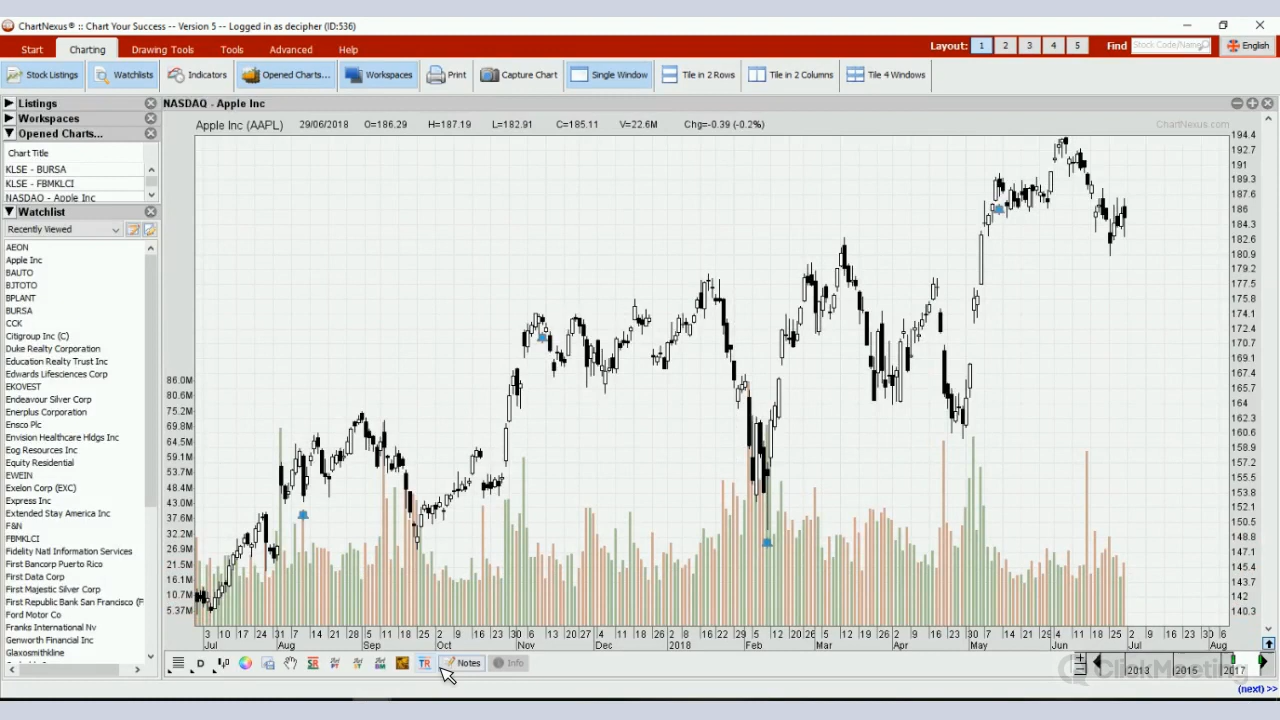 ChartNexus® :: Chart Your Success -- Version 5 -- Logged in as decipher (ID:536)
Start Charting Drawing Tools Tools Advanced Help Layout: 1 2 3 4 5 Find Stock Code/Name English
Stock Listings Watchlists Indicators Opened Charts... Workspaces Print Capture Chart Single Window Tile in 2 Rows Tile in 2 Columns Tile 4 Windows
Listings
Workspaces
Opened Charts...
Chart Title
KLSE - BURSA
KLSE - FBMKLCI
NASDAQ - Apple Inc
Watchlist
Recently Viewed
AEON
Apple Inc
BAUTO
BJTOTO
BPLANT
BURSA
CCK
Citigroup Inc (C)
Duke Realty Corporation
Education Realty Trust Inc
Edwards Lifesciences Corp
EKOVEST
Endeavour Silver Corp
Enerplus Corporation
Ensco Plc
Envision Healthcare Hldgs Inc
Eog Resources Inc
Equity Residential
EWEIN
Exelon Corp (EXC)
Express Inc
Extended Stay America Inc
F&N
FBMKLCI
Fidelity Natl Information Services
First Bancorp Puerto Rico
First Data Corp
First Majestic Silver Corp
First Republic Bank San Francisco (F
Ford Motor Co
Franks International Nv
Genworth Financial Inc
Glaxosmithkline
NASDAQ - Apple Inc
Apple Inc (AAPL) 29/06/2018 O=186.29 H=187.19 L=182.91 C=185.11 V=22.6M Chg=-0.39 (-0.2%) ChartNexus.com
194.4
192.7
191
189.3
187.6
186
184.3
182.6
180.9
179.2
177.5
175.8
174.1
172.4
170.7
169.1
167.4
165.7
164
162.3
160.6
158.9
157.2
155.5
153.8
152.1
150.5
148.8
147.1
145.4
143.7
142
140.3
86.0M
80.6M
75.2M
69.8M
64.5M
59.1M
53.7M
48.4M
43.0M
37.6M
32.2M
26.9M
21.5M
16.1M
10.7M
5.37M
3 10 17 24 31 7 14 21 28 5 11 18 25 2 9 16 23 30 6 13 20 27 4 11 18 26 2 8 16 22 29 5 12 20 26 5 12 19 26 2 9 16 23 30 7 14 21 29 4 11 18 25 2 9 16 23 30 6
Jul Aug Sep Oct Nov Dec 2018 Feb Mar Apr May Jun Jul Aug
D SR TR Notes Info
2013 2015 2017
ClickMeeting
(next) >>